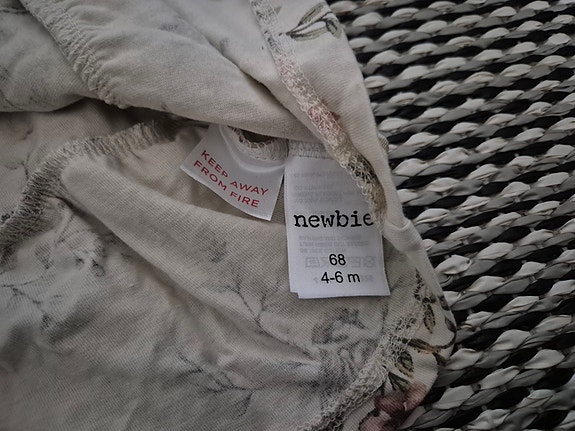 KEEP AWAY
FROM FIRE
newbie
68
4-6 m